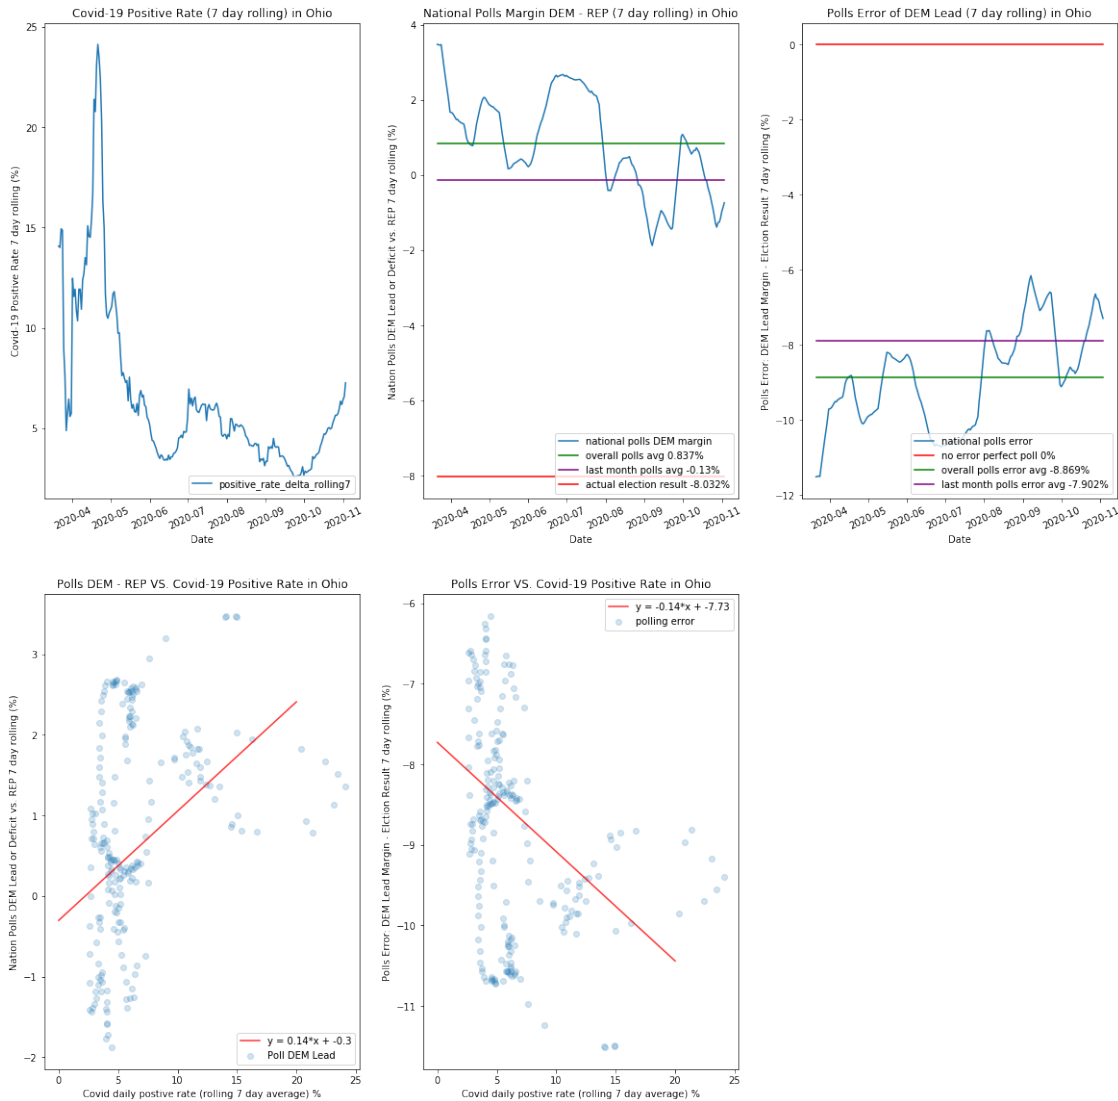 Covid-19 Positive Rate (7 day rolling) in Ohio
Covid-19 Positive Rate 7 day rolling (%)
25
20
15
10
5
positive_rate_delta_rolling7
2020-04
2020-05
2020-06
2020-07
2020-08
2020-09
2020-10
2020-11
Date
National Polls Margin DEM - REP (7 day rolling) in Ohio
Nation Polls DEM Lead or Deficit vs. REP 7 day rolling (%)
4
2
0
−2
−4
−6
−8
national polls DEM margin
overall polls avg 0.837%
last month polls avg -0.13%
actual election result -8.032%
2020-04
2020-05
2020-06
2020-07
2020-08
2020-09
2020-10
2020-11
Date
Polls Error of DEM Lead (7 day rolling) in Ohio
Polls Error: DEM Lead Margin - Elction Result 7 day rolling (%)
0
−2
−4
−6
−8
−10
−12
national polls error
no error perfect poll 0%
overall polls error avg -8.869%
last month polls error avg -7.902%
2020-04
2020-05
2020-06
2020-07
2020-08
2020-09
2020-10
2020-11
Date
Polls DEM - REP VS. Covid-19 Positive Rate in Ohio
Nation Polls DEM Lead or Deficit vs. REP 7 day rolling (%)
3
2
1
0
−1
−2
y = 0.14*x + -0.3
Poll DEM Lead
0
5
10
15
20
25
Covid daily postive rate (rolling 7 day average) %
Polls Error VS. Covid-19 Positive Rate in Ohio
Polls Error: DEM Lead Margin - Elction Result 7 day rolling (%)
−6
−7
−8
−9
−10
−11
y = -0.14*x + -7.73
polling error
0
5
10
15
20
25
Covid daily postive rate (rolling 7 day average) %